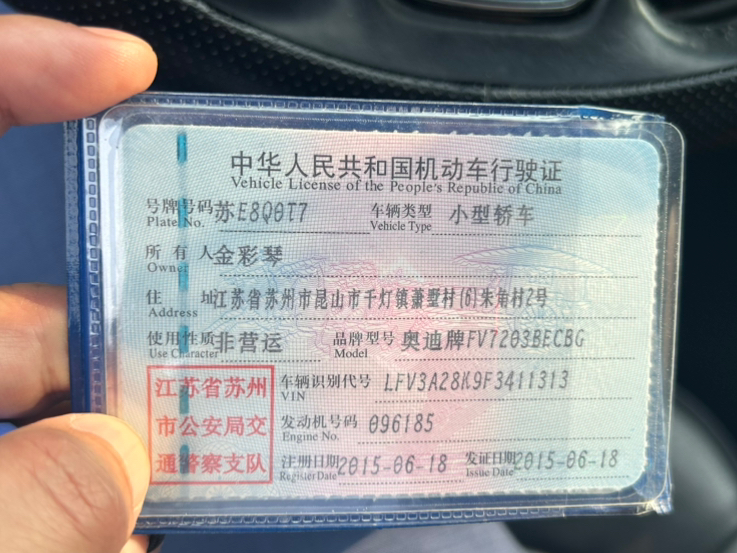 中华人民共和国机动车行驶证
Vehicle License of the People's Republic of China
号牌号码 苏E8Q0T7 车辆类型 小型轿车
Plate No. Vehicle Type
所有人 金彩琴
Owner
住址 江苏省苏州市昆山市千灯镇萧墅村(6)朱角村2号
Address
使用性质 非营运 品牌型号 奥迪牌FV7203BECBG
Use Character Model
江苏省苏州 车辆识别代号 LFV3A28K9F3411313
VIN
市公安局交 发动机号码 096185
Engine No.
通警察支队 注册日期 2015-06-18 发证日期 2015-06-18
Register Date Issue Date